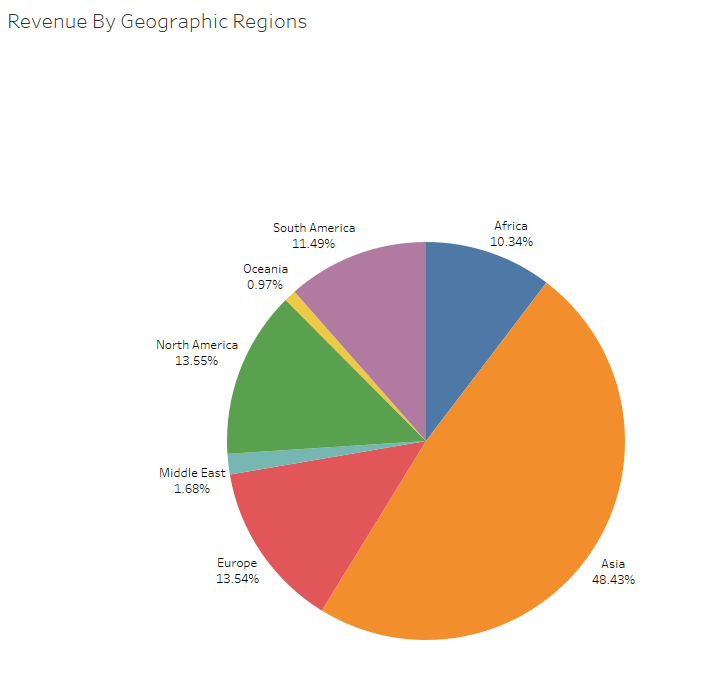 Revenue By Geographic Regions
Africa
10.34%
South America
11.49%
Oceania
0.97%
North America
13.55%
Middle East
1.68%
Europe
13.54%
Asia
48.43%